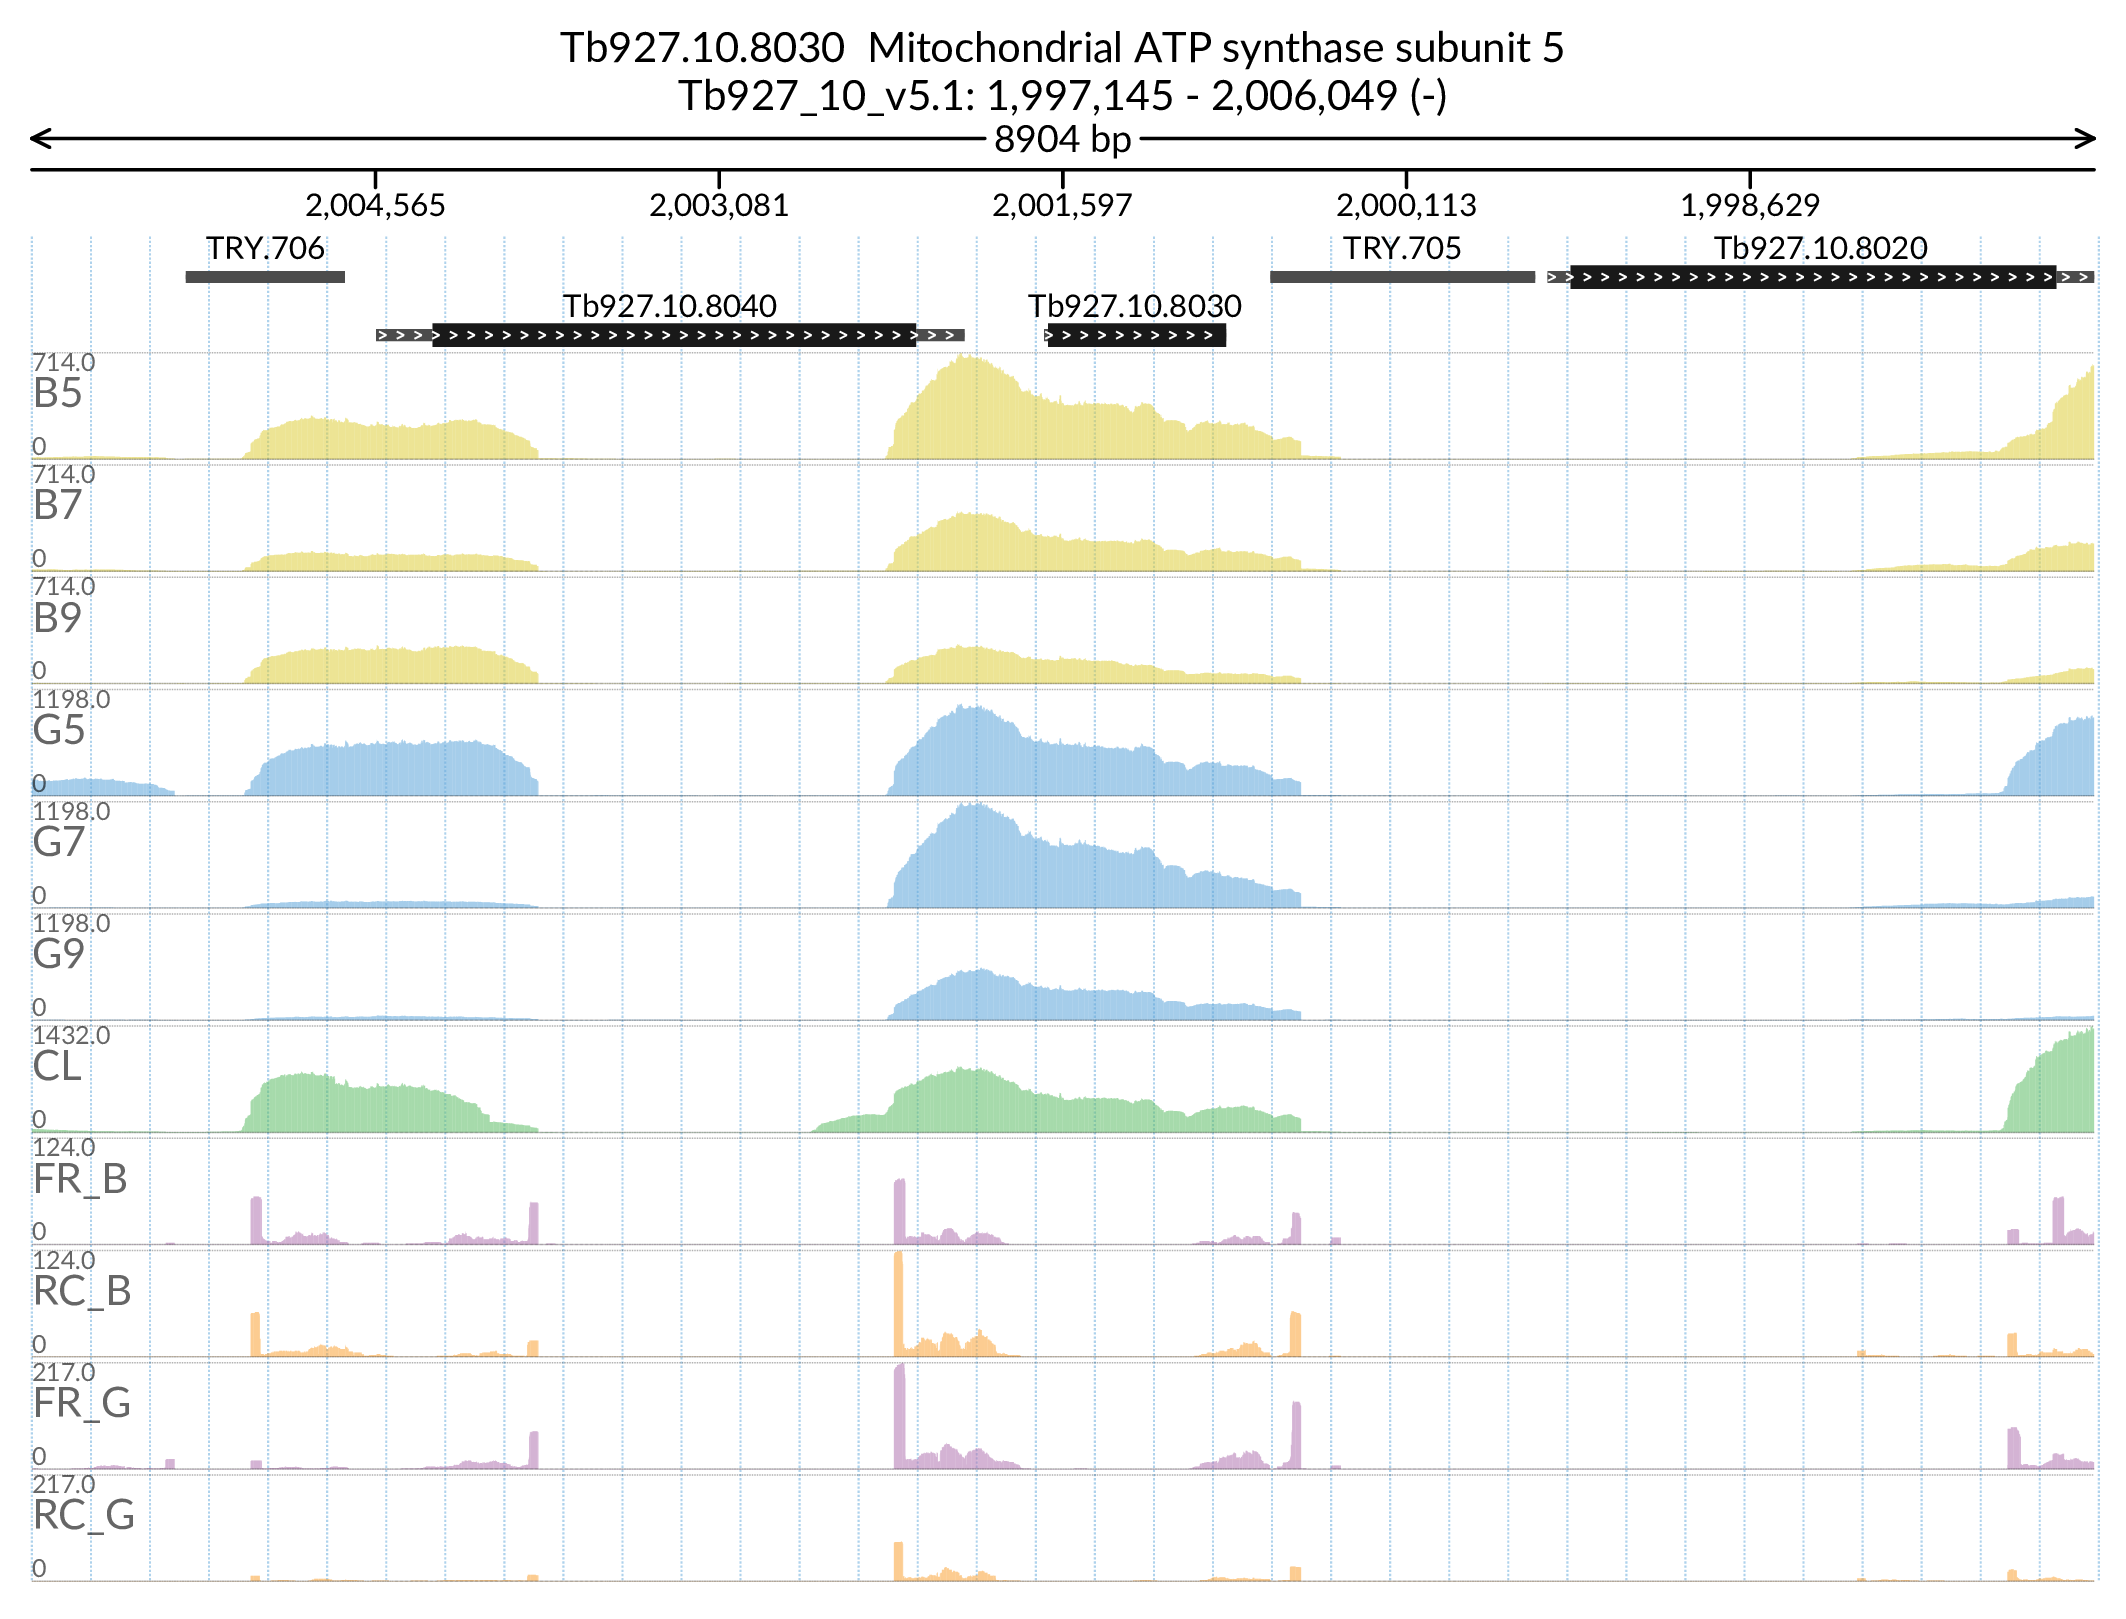 Tb927.10.8030  Mitochondrial ATP synthase subunit 5
Tb927_10_v5.1: 1,997,145 - 2,006,049 (-)
8904 bp
2,004,565 2,003,081 2,001,597 2,000,113 1,998,629
TRY.706 TRY.705 Tb927.10.8020
Tb927.10.8040 Tb927.10.8030
714.0
B5
0
714.0
B7
0
714.0
B9
0
1198.0
G5
0
1198.0
G7
0
1198.0
G9
0
1432.0
CL
0
124.0
FR_B
0
124.0
RC_B
0
217.0
FR_G
0
217.0
RC_G
0